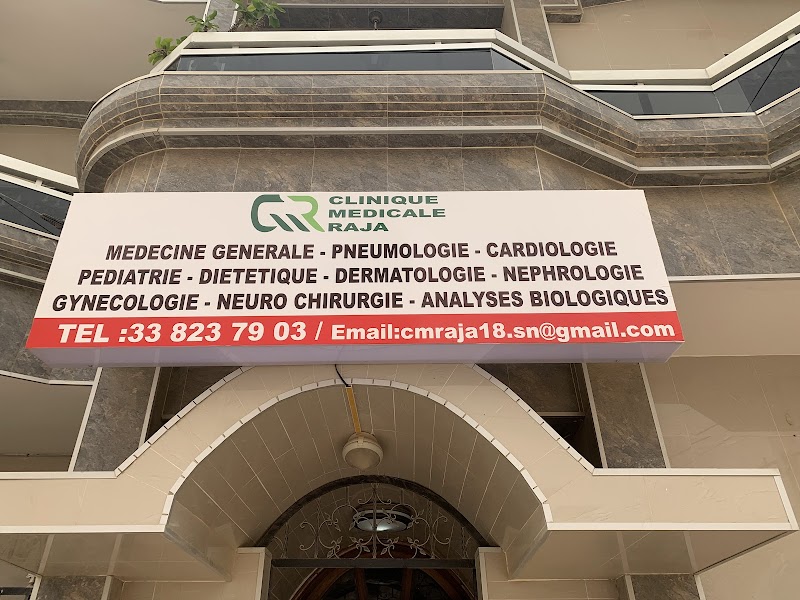 CLINIQUE
MEDICALE
RAJA
MEDECINE GENERALE - PNEUMOLOGIE - CARDIOLOGIE
PEDIATRIE - DIETETIQUE - DERMATOLOGIE - NEPHROLOGIE
GYNECOLOGIE - NEURO CHIRURGIE - ANALYSES BIOLOGIQUES
TEL :33 823 79 03 / Email:cmraja18.sn@gmail.com